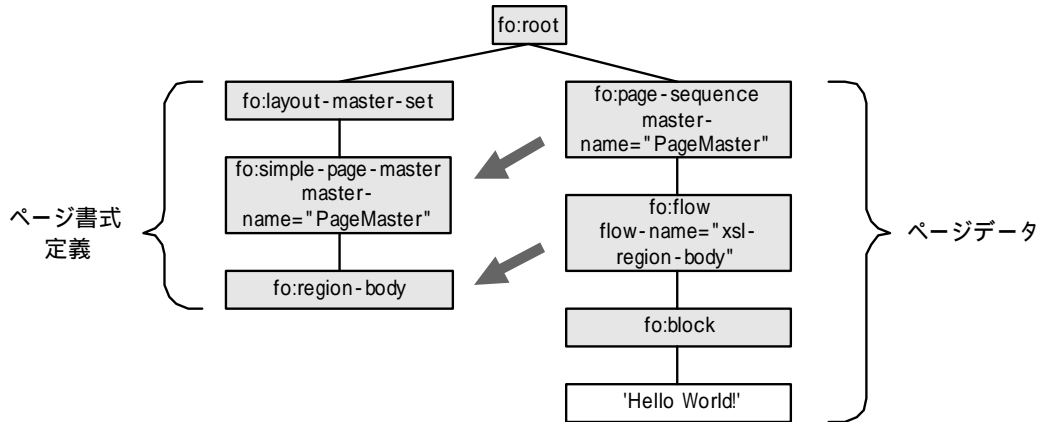 fo:root
fo:layout-master-set
fo:simple-page-master
master-
name="PageMaster"
fo:region-body
ページ書式
定義
fo:page-sequence
master-
name="PageMaster"
fo:flow
flow-name="xsl-
region-body"
fo:block
'Hello World!'
ページデータ